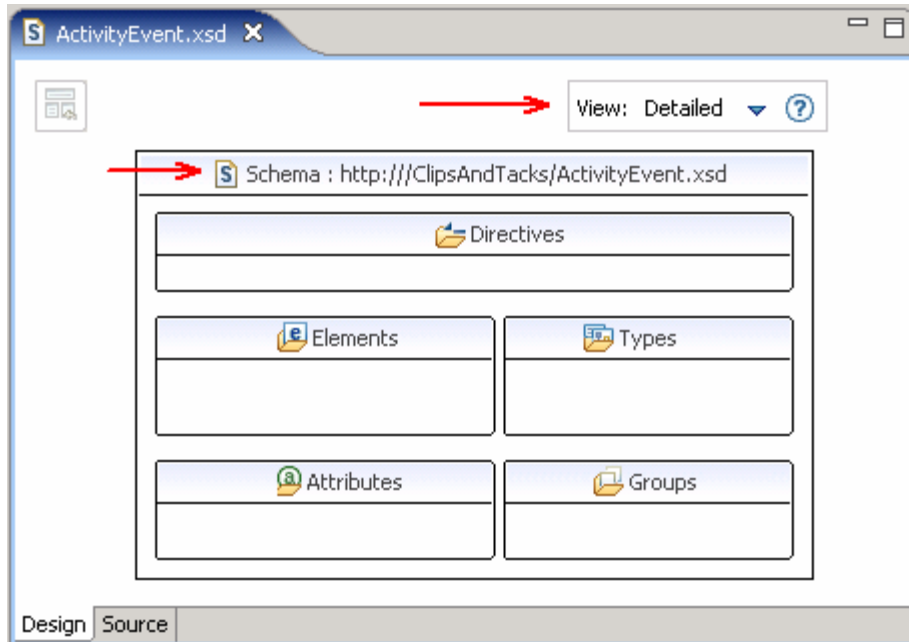 ActivityEvent.xsd
View: Detailed
Schema : http:///ClipsAndTacks/ActivityEvent.xsd
Directives
Elements
Types
Attributes
Groups
Design
Source